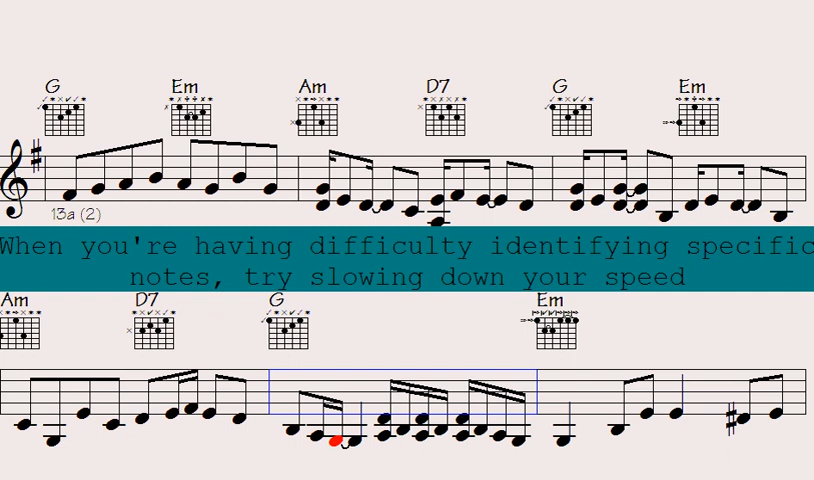 G Em Am D7 G Em
13a (2)
When you're having difficulty identifying specific
notes, try slowing down your speed
Am D7 G Em